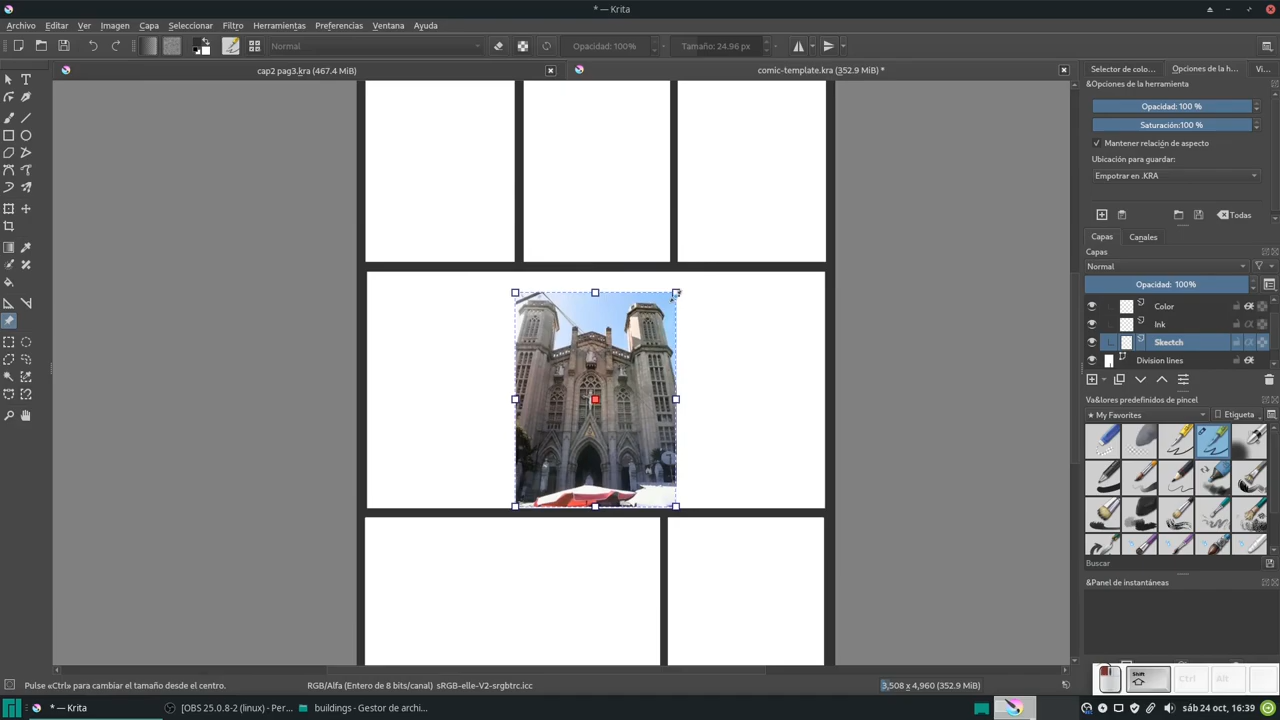 * — Krita
Archivo Editar Ver Imagen Capa Seleccionar Filtro Herramientas Preferencias Ventana Ayuda
Normal Opacidad: 100% Tamaño: 24.96 px
cap2 pag3.kra (467.4 MiB) comic-template.kra (352.9 MiB) *
Selector de colo... Opciones de la h... Vi...
&Opciones de la herramienta
Opacidad: 100 %
Saturación:100 %
Mantener relación de aspecto
Ubicación para guardar:
Empotrar en .KRA
Todas
Capas Canales
Capas
Normal
Opacidad: 100%
Color
Ink
Skectch
Division lines
Va&lores predefinidos de pincel
My Favorites Etiqueta
Buscar
&Panel de instantáneas
Pulse «Ctrl» para cambiar el tamaño desde el centro. RGB/Alfa (Entero de 8 bits/canal) sRGB-elle-V2-srgbtrc.icc 3,508 x 4,960 (352.9 MiB)
Shift Ctrl Alt
* — Krita [OBS 25.0.8-2 (linux) - Per... buildings - Gestor de archi... sáb 24 oct, 16:39